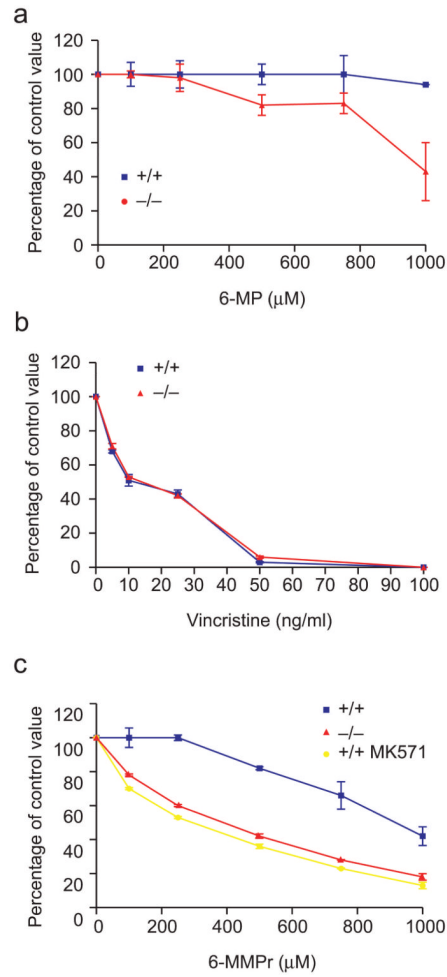 a
Percentage of control value
120
100
80
60
40
20
0
+/+
–/–
0 200 400 600 800 1000
6-MP (μM)
b
Percentage of control value
120
100
80
60
40
20
0
+/+
–/–
0 10 20 30 40 50 60 70 80 90 100
Vincristine (ng/ml)
c
Percentage of control value
120
100
80
60
40
20
0
+/+
–/–
+/+ MK571
0 200 400 600 800 1000
6-MMPr (μM)